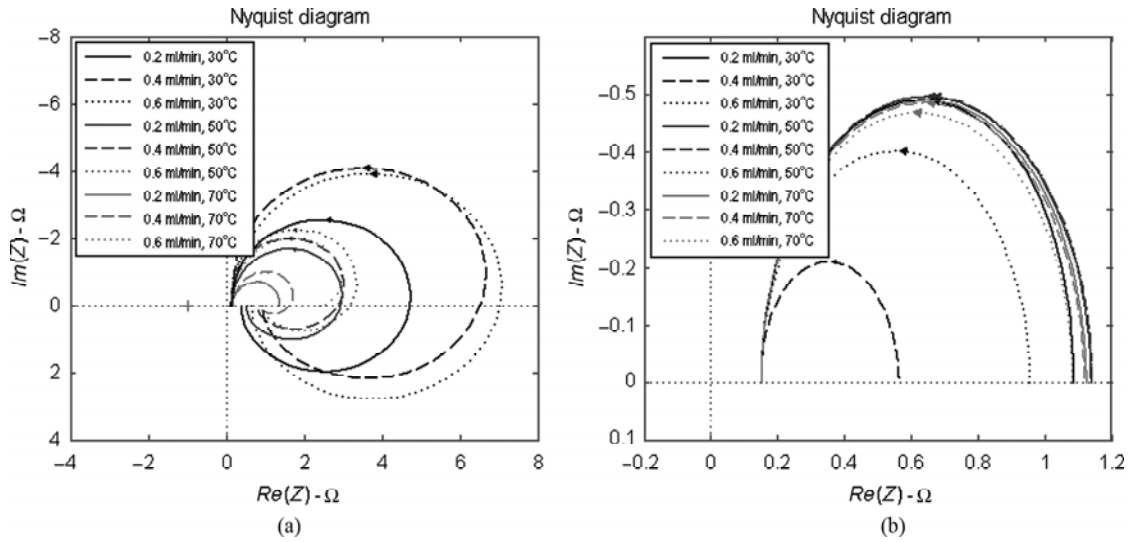 Nyquist diagram
-8
-6
-4
-2
0
2
4
Im(Z) - Ω
0.2 ml/min, 30°C
0.4 ml/min, 30°C
0.6 ml/min, 30°C
0.2 ml/min, 50°C
0.4 ml/min, 50°C
0.6 ml/min, 50°C
0.2 ml/min, 70°C
0.4 ml/min, 70°C
0.6 ml/min, 70°C
-4 -2 0 2 4 6 8
Re(Z) - Ω
(a)
Nyquist diagram
-0.5
-0.4
-0.3
-0.2
-0.1
0
0.1
Im(Z) - Ω
0.2 ml/min, 30°C
0.4 ml/min, 30°C
0.6 ml/min, 30°C
0.2 ml/min, 50°C
0.4 ml/min, 50°C
0.6 ml/min, 50°C
0.2 ml/min, 70°C
0.4 ml/min, 70°C
0.6 ml/min, 70°C
-0.2 0 0.2 0.4 0.6 0.8 1 1.2
Re(Z) - Ω
(b)